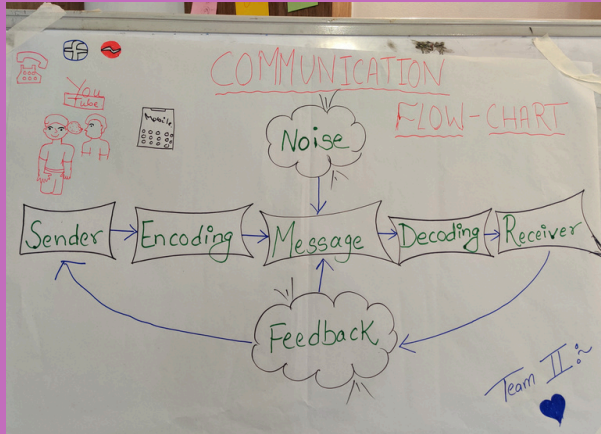 COMMUNICATION
FLOW-CHART
You
Tube
Mobile
Noise
Sender
Encoding
Message
Decoding
Receiver
Feedback
Team II:~